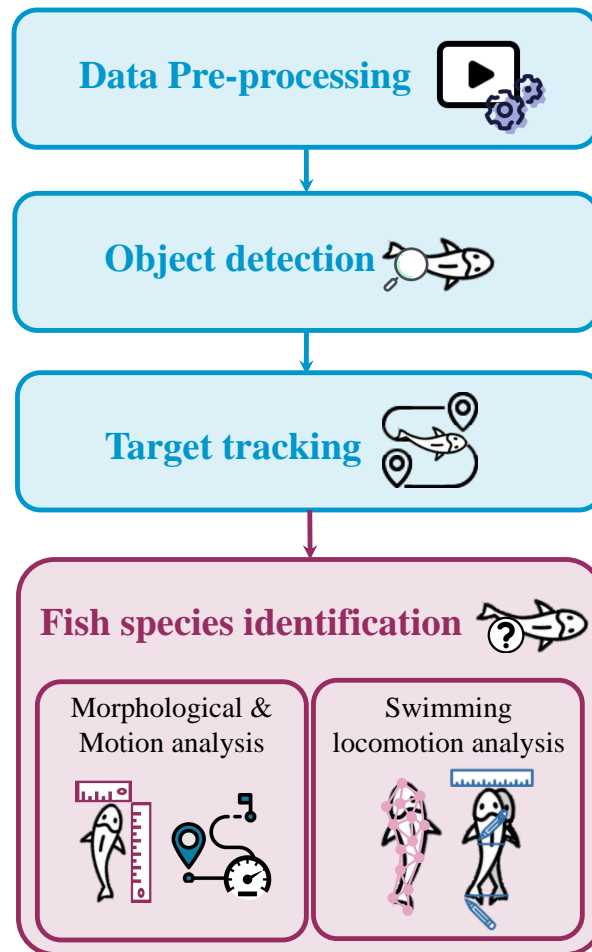 Data Pre-processing
Object detection
Target tracking
Fish species identification
?
Morphological &
Motion analysis
Swimming
locomotion analysis